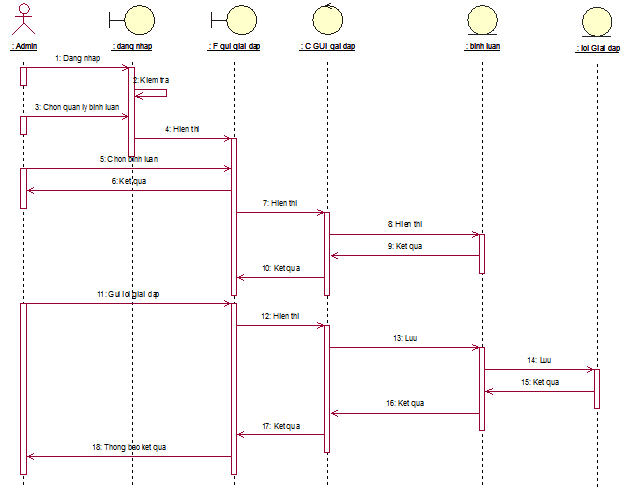 : Admin
: dang nhap
: F gui giai dap
: C GUI gai dap
: binh luan
: loi Giai dap
1: Dang nhap
2: Kiem tra
3: Chon quan ly binh luan
4: Hien thi
5: Chon binh luan
6: Ket qua
7: Hien thi
8: Hien thi
9: Ket qua
10: Ket qua
11: Gui loi giai dap
12: Hien thi
13: Luu
14: Luu
15: Ket qua
16: Ket qua
17: Ket qua
18: Thong bao ket qua